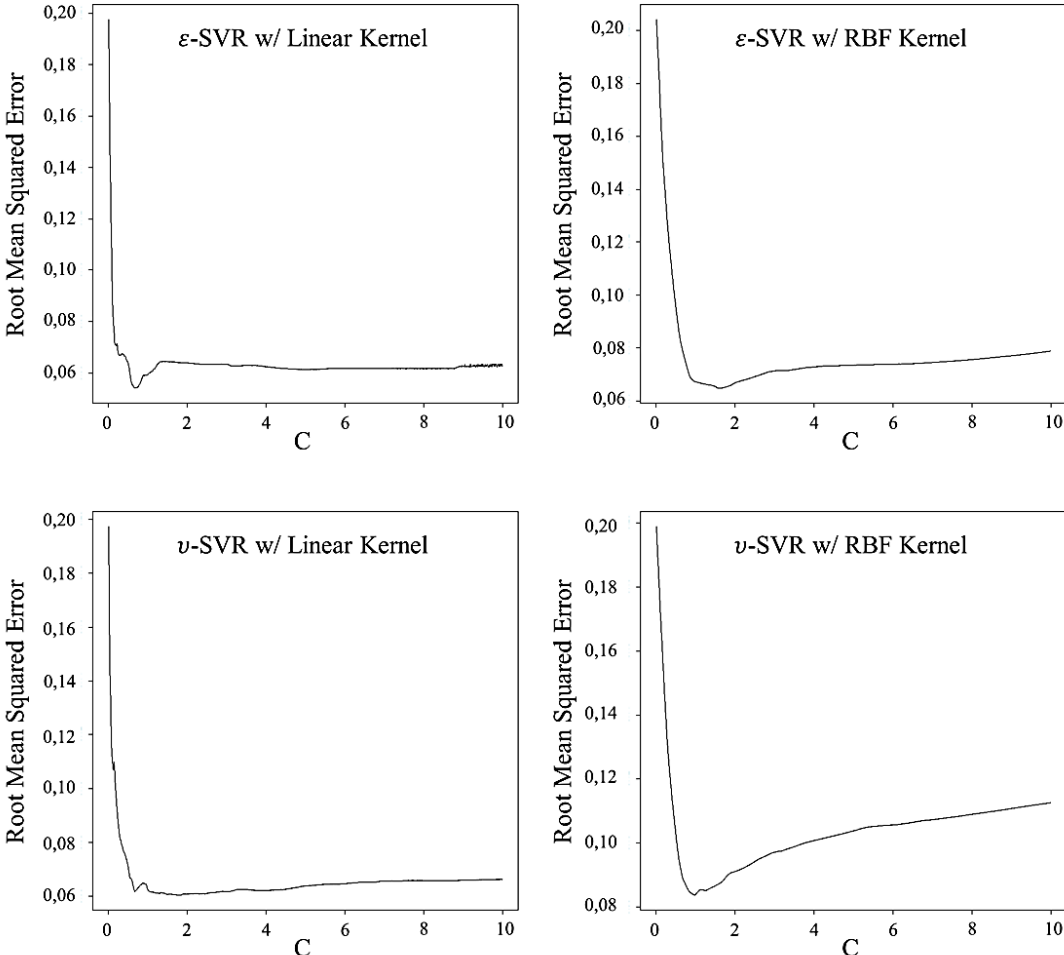 ε-SVR w/ Linear Kernel
Root Mean Squared Error
0,20
0,18
0,16
0,14
0,12
0,10
0,08
0,06
0 2 4 6 8 10
C
ε-SVR w/ RBF Kernel
Root Mean Squared Error
0,20
0,18
0,16
0,14
0,12
0,10
0,08
0,06
0 2 4 6 8 10
C
υ-SVR w/ Linear Kernel
Root Mean Squared Error
0,20
0,18
0,16
0,14
0,12
0,10
0,08
0,06
0 2 4 6 8 10
C
υ-SVR w/ RBF Kernel
Root Mean Squared Error
0,20
0,18
0,16
0,14
0,12
0,10
0,08
0 2 4 6 8 10
C